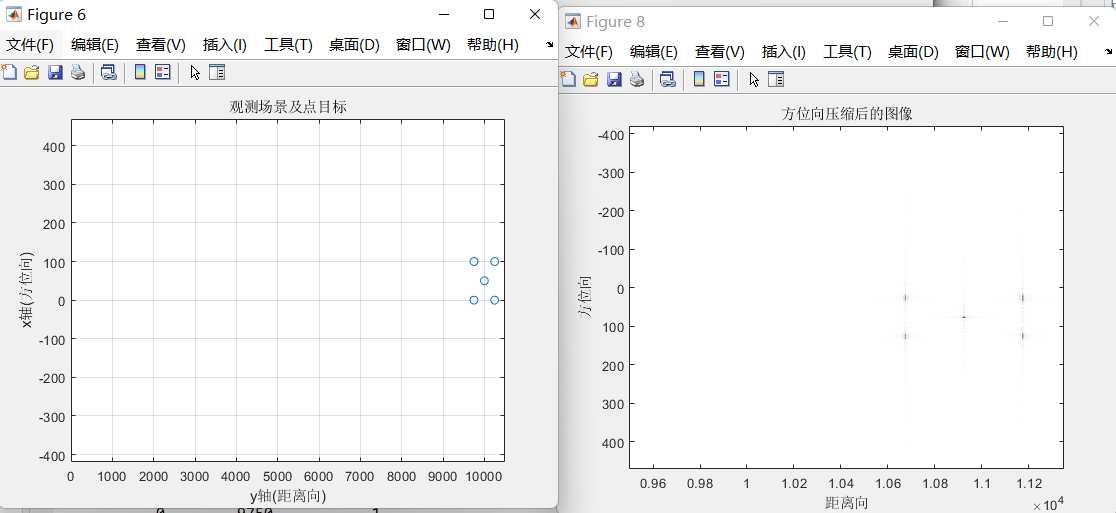 Figure 6
文件(F) 编辑(E) 查看(V) 插入(I) 工具(T) 桌面(D) 窗口(W) 帮助(H)
观测场景及点目标
400
300
200
100
0
-100
-200
-300
-400
x轴(方位向)
0 1000 2000 3000 4000 5000 6000 7000 8000 9000 10000
y轴(距离向)
0 9750 1
Figure 8
文件(F) 编辑(E) 查看(V) 插入(I) 工具(T) 桌面(D) 窗口(W) 帮助(H)
方位向压缩后的图像
-400
-300
-200
-100
0
100
200
300
400
方位向
0.96 0.98 1 1.02 1.04 1.06 1.08 1.1 1.12
×10⁴
距离向